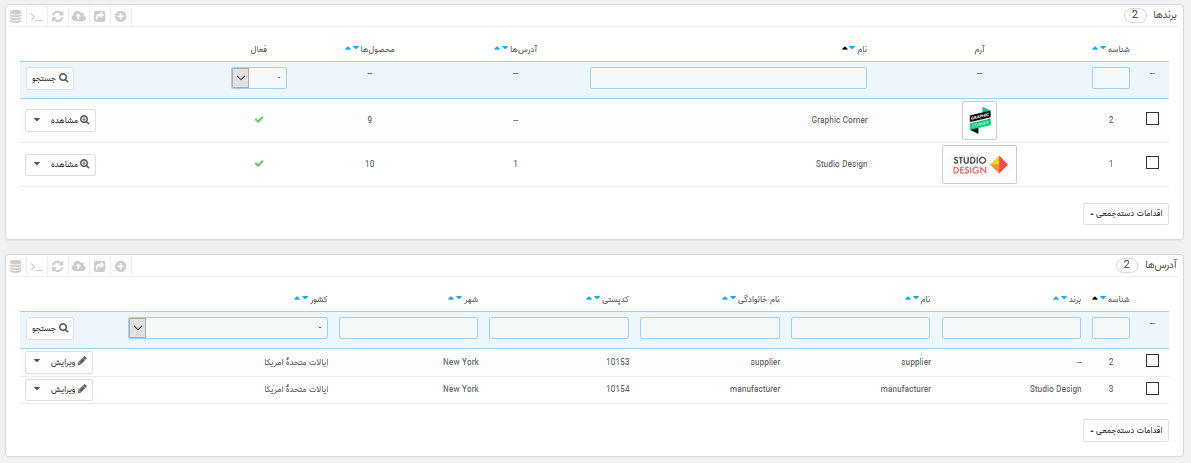 برندها 2
شناسه آرم نام آدرس‌ها محصول‌ها فعال
-- -- -- -- - جستجو
2 GRAPHIC CORNER Graphic Corner -- 9 مشاهده
1 STUDIO DESIGN Studio Design 1 10 مشاهده
اقدامات دسته‌جمعی
آدرس‌ها 2
شناسه برند نام نام خانوادگی کدپستی شهر کشور
-- - جستجو
2 -- supplier supplier 10153 New York ایالات متحدهٔ امریکا ویرایش
3 Studio Design manufacturer manufacturer 10154 New York ایالات متحدهٔ امریکا ویرایش
اقدامات دسته‌جمعی